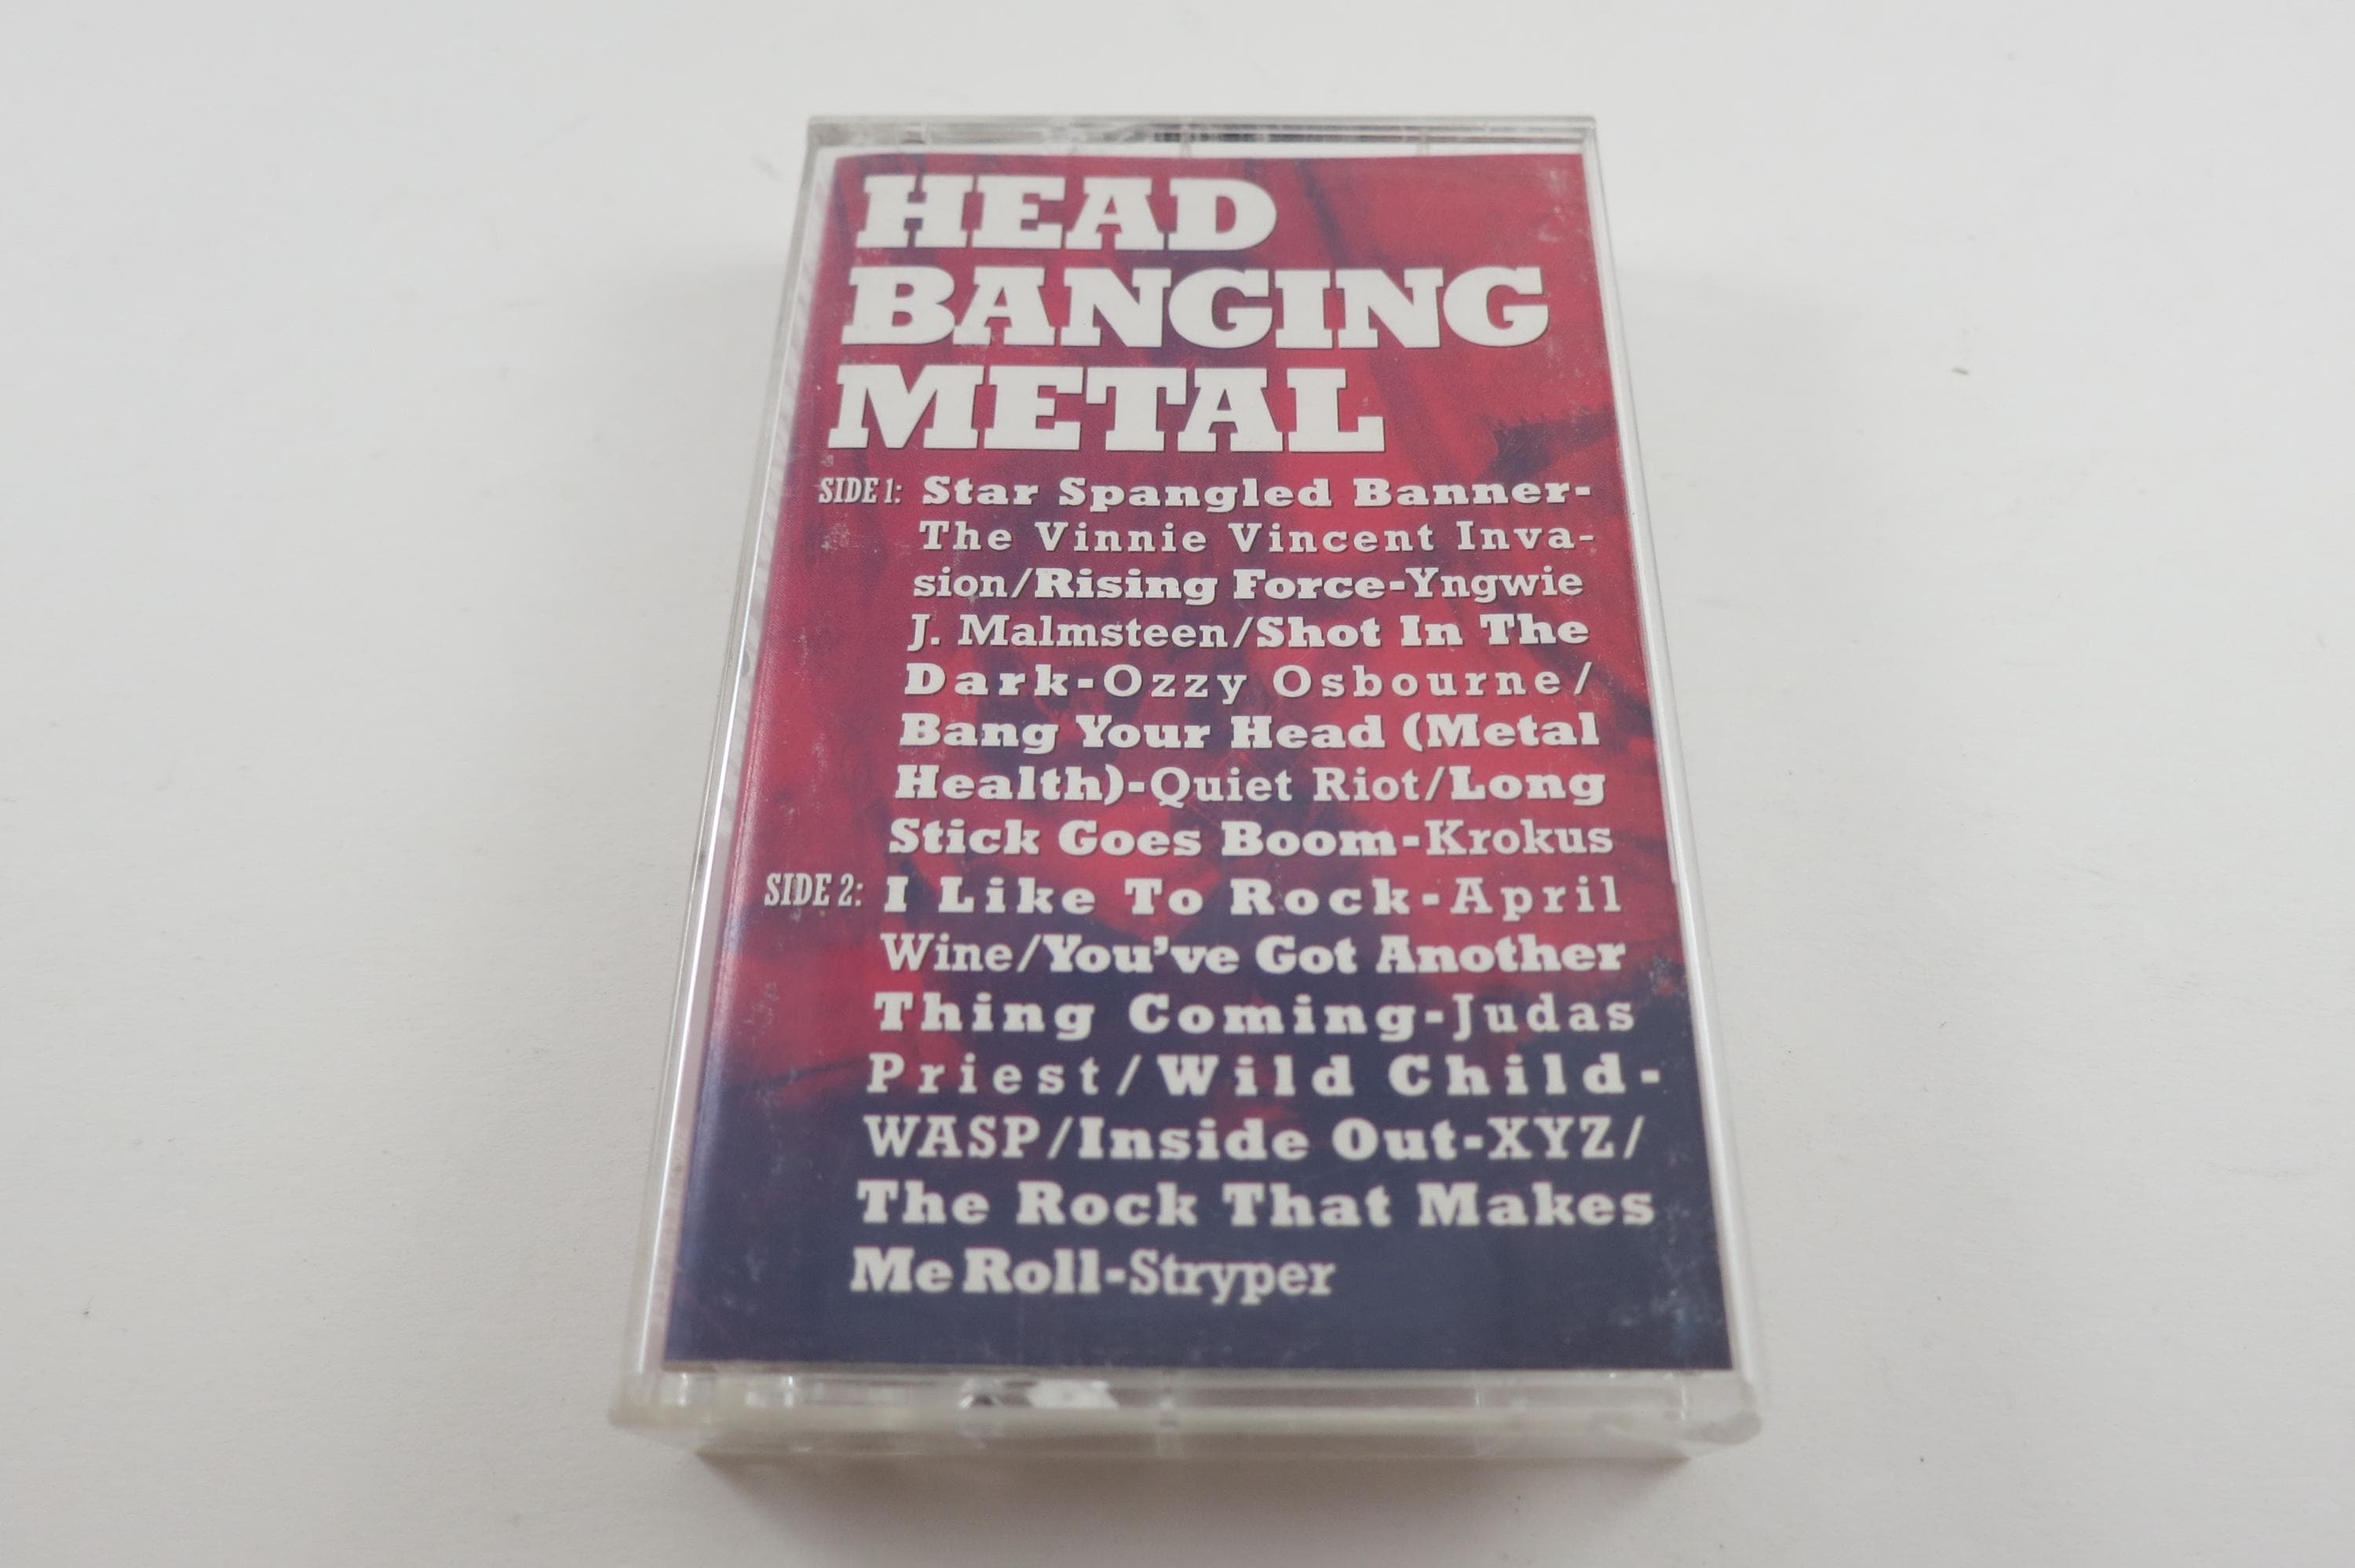 HEAD
BANGING
METAL
SIDE 1: Star Spangled Banner-
The Vinnie Vincent Inva-
sion/Rising Force-Yngwie
J. Malmsteen/Shot In The
Dark-Ozzy Osbourne/
Bang Your Head (Metal
Health)-Quiet Riot/Long
Stick Goes Boom-Krokus
SIDE 2: I Like To Rock-April
Wine/You've Got Another
Thing Coming-Judas
Priest/Wild Child-
WASP/Inside Out-XYZ/
The Rock That Makes
Me Roll-Stryper